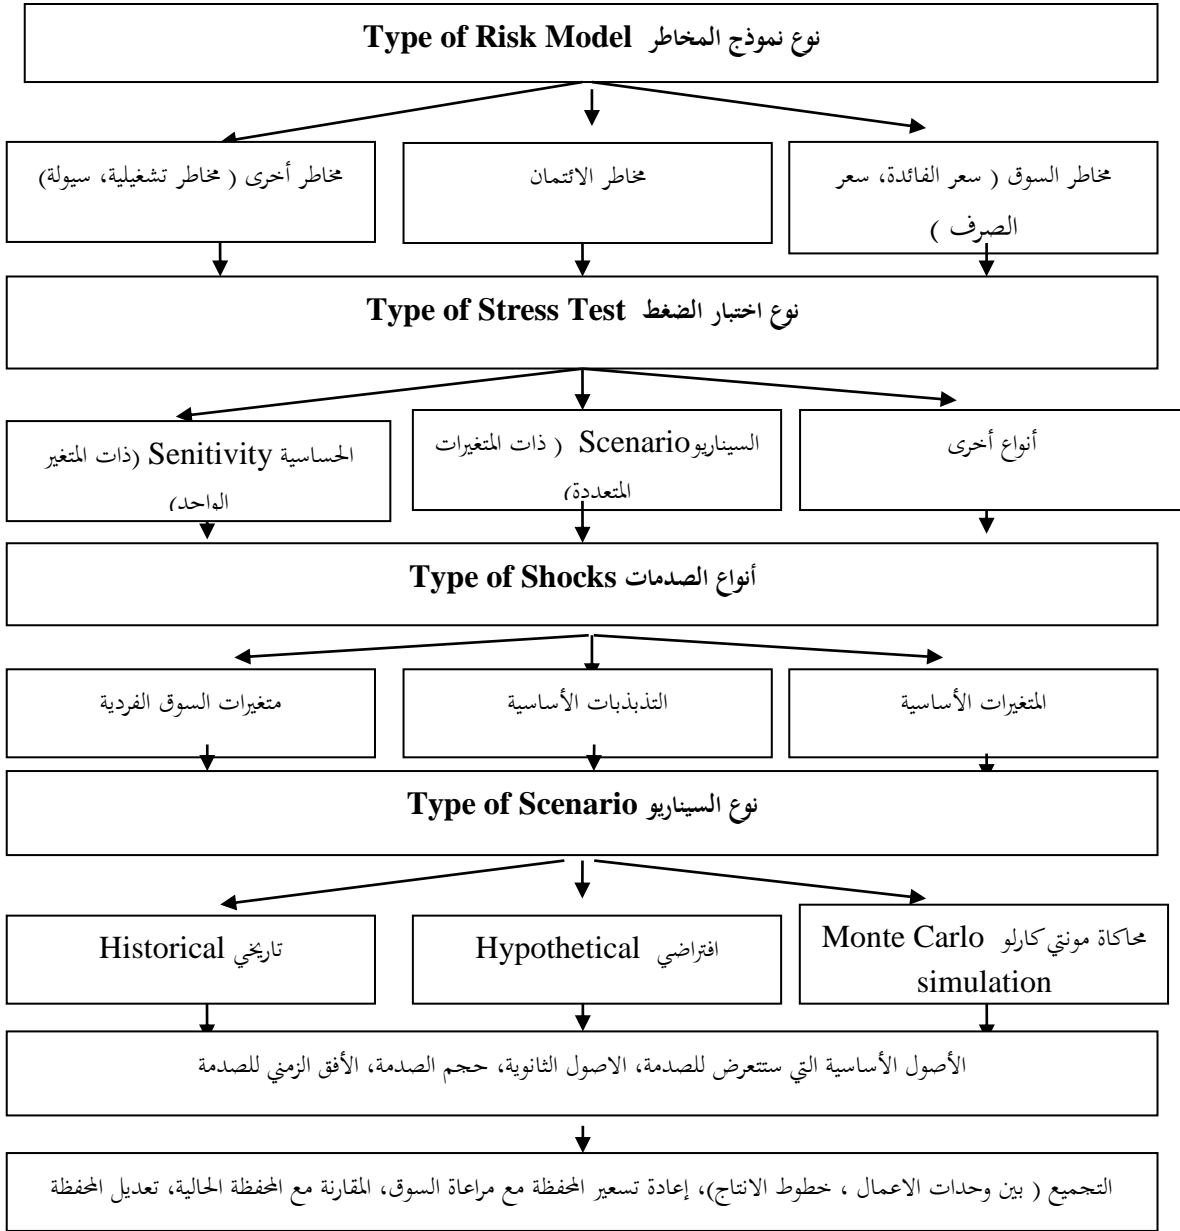 نوع نموذج المخاطر Type of Risk Model
مخاطر السوق ( سعر الفائدة، سعر
الصرف )
مخاطر الائتمان
مخاطر أخرى ( مخاطر تشغيلية، سيولة)
نوع اختبار الضغط Type of Stress Test
أنواع أخرى
السيناريو Scenario ( ذات المتغيرات
المتعددة)
الحساسية Senitivity (ذات المتغير
الواحد)
أنواع الصدمات Type of Shocks
المتغيرات الأساسية
التذبذبات الأساسية
متغيرات السوق الفردية
نوع السيناريو Type of Scenario
محاكاة مونتي كارلو Monte Carlo
simulation
افتراضي Hypothetical
تاريخي Historical
الأصول الأساسية التي ستتعرض للصدمة، الاصول الثانوية، حجم الصدمة، الأفق الزمني للصدمة
التجميع ( بين وحدات الاعمال ، خطوط الانتاج)، إعادة تسعير المحفظة مع مراعاة السوق، المقارنة مع المحفظة الحالية، تعديل المحفظة